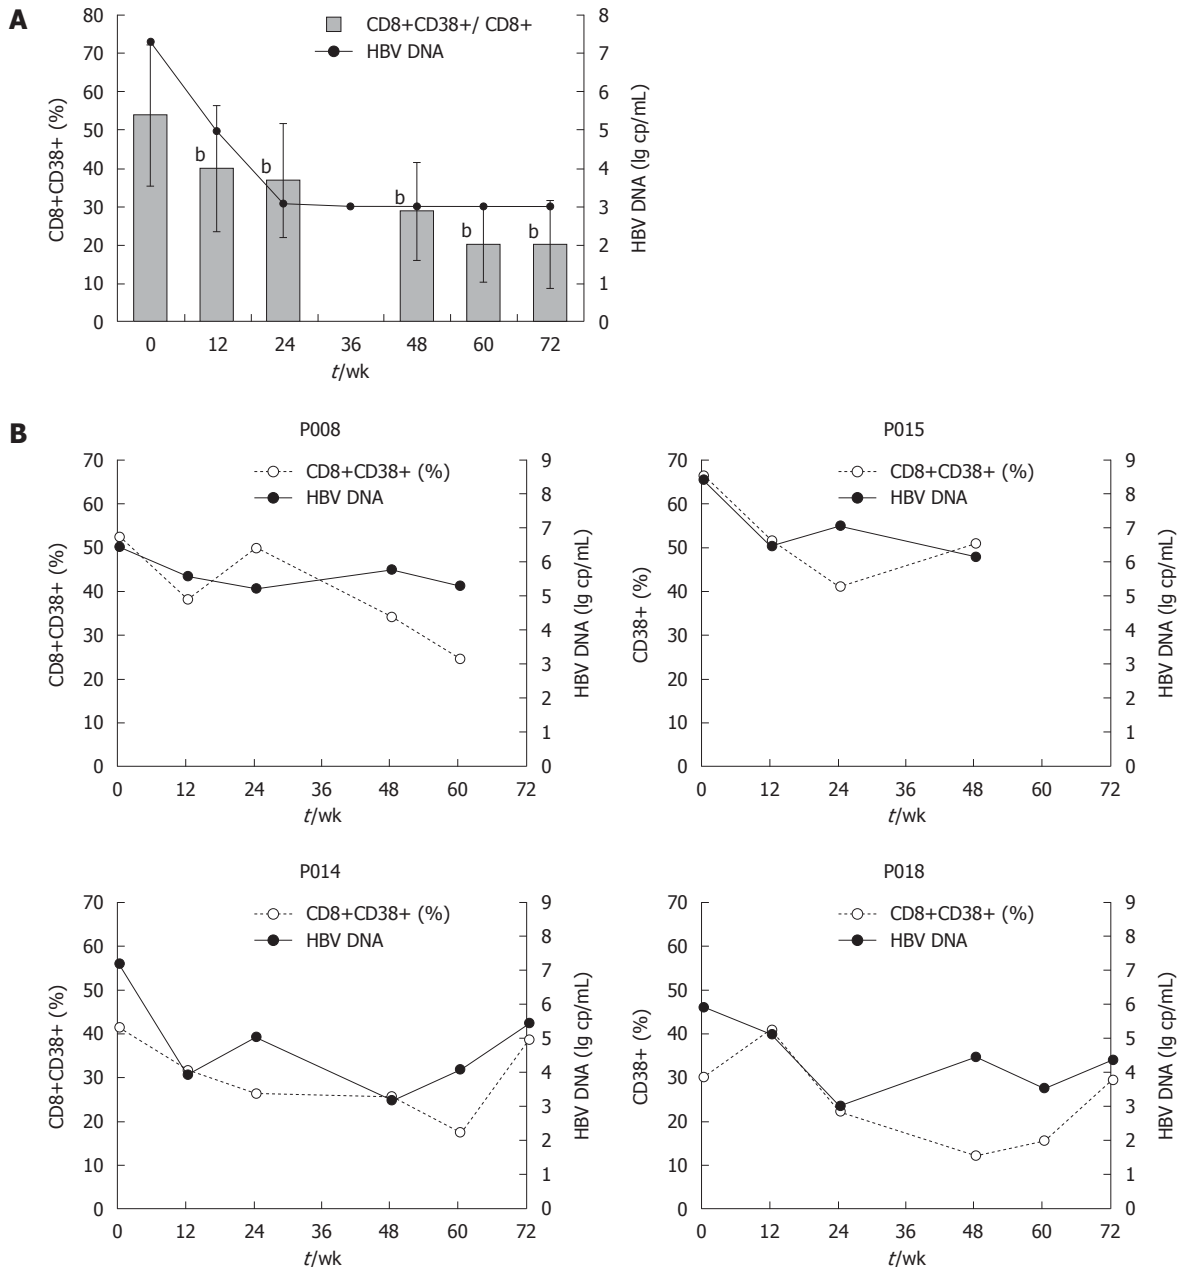 A
CD8+CD38+/ CD8+
HBV DNA
80
70
60
50
40
30
20
10
0
CD8+CD38+ (%)
b
b
b
b
b
8
7
6
5
4
3
2
1
0
HBV DNA (lg cp/mL)
0 12 24 36 48 60 72
t/wk
B
P008
CD8+CD38+ (%)
HBV DNA
70
60
50
40
30
20
10
0
CD8+CD38+ (%)
9
8
7
6
5
4
3
2
1
0
HBV DNA (lg cp/mL)
0 12 24 36 48 60 72
t/wk
P015
CD8+CD38+ (%)
HBV DNA
70
60
50
40
30
20
10
0
CD38+ (%)
9
8
7
6
5
4
3
2
1
0
HBV DNA (lg cp/mL)
0 12 24 36 48 60 72
t/wk
P014
CD8+CD38+ (%)
HBV DNA
70
60
50
40
30
20
10
0
CD8+CD38+ (%)
9
8
7
6
5
4
3
2
1
0
HBV DNA (lg cp/mL)
0 12 24 36 48 60 72
t/wk
P018
CD8+CD38+ (%)
HBV DNA
70
60
50
40
30
20
10
0
CD38+ (%)
9
8
7
6
5
4
3
2
1
0
HBV DNA (lg cp/mL)
0 12 24 36 48 60 72
t/wk